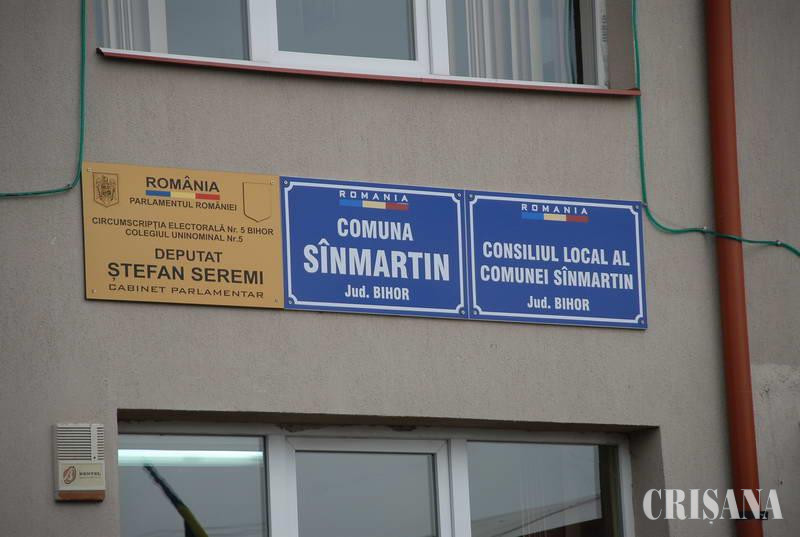 ROMÂNIA
PARLAMENTUL ROMÂNIEI
CIRCUMSCRIPȚIA ELECTORALĂ Nr. 5 BIHOR
COLEGIUL UNINOMINAL Nr.5
DEPUTAT
ȘTEFAN SEREMI
CABINET PARLAMENTAR
ROMANIA
COMUNA
SÎNMARTIN
Jud. BIHOR
ROMANIA
CONSILIUL LOCAL AL
COMUNEI SÎNMARTIN
Jud. BIHOR
CRIȘANA